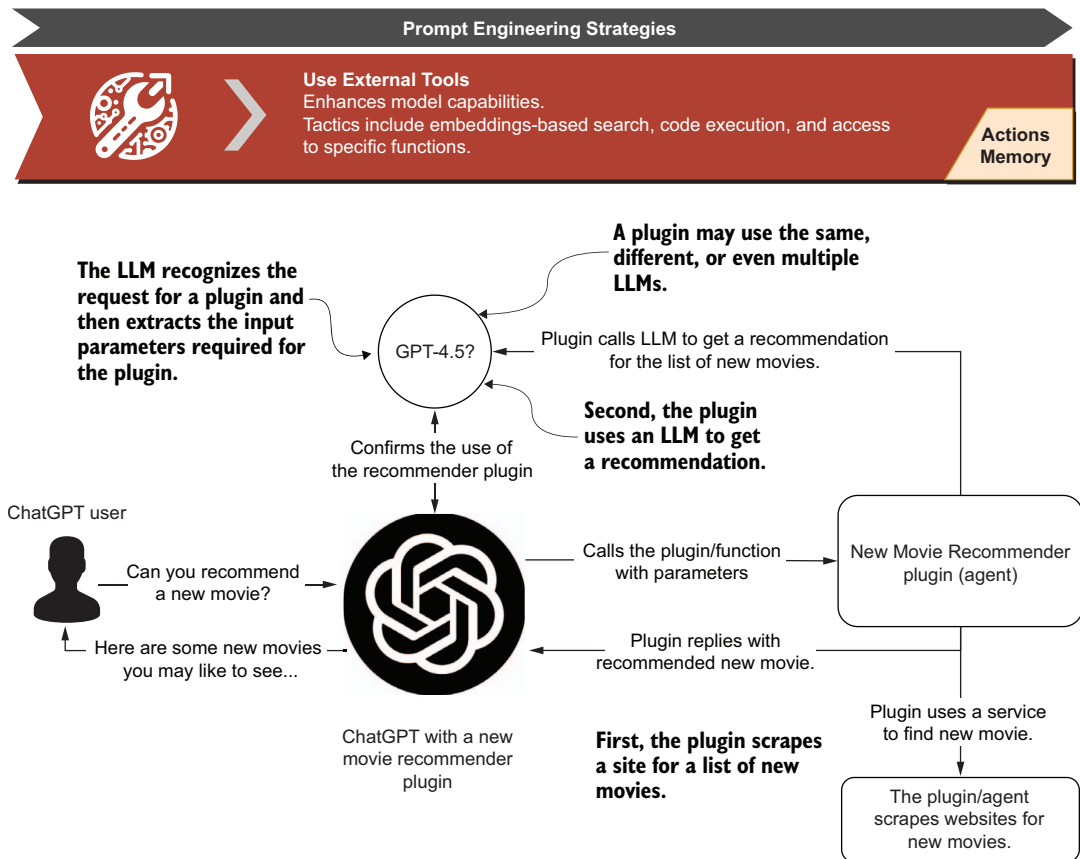 Prompt Engineering Strategies
Use External Tools
Enhances model capabilities.
Tactics include embeddings-based search, code execution, and access
to specific functions.
Actions
Memory
A plugin may use the same,
different, or even multiple
LLMs.
The LLM recognizes the
request for a plugin and
then extracts the input
parameters required for
the plugin.
GPT-4.5?
Plugin calls LLM to get a recommendation
for the list of new movies.
Second, the plugin
uses an LLM to get
a recommendation.
Confirms the use of
the recommender plugin
ChatGPT user
Can you recommend
a new movie?
Here are some new movies
you may like to see...
Calls the plugin/function
with parameters
New Movie Recommender
plugin (agent)
Plugin replies with
recommended new movie.
ChatGPT with a new
movie recommender
plugin
First, the plugin scrapes
a site for a list of new
movies.
Plugin uses a service
to find new movie.
The plugin/agent
scrapes websites for
new movies.